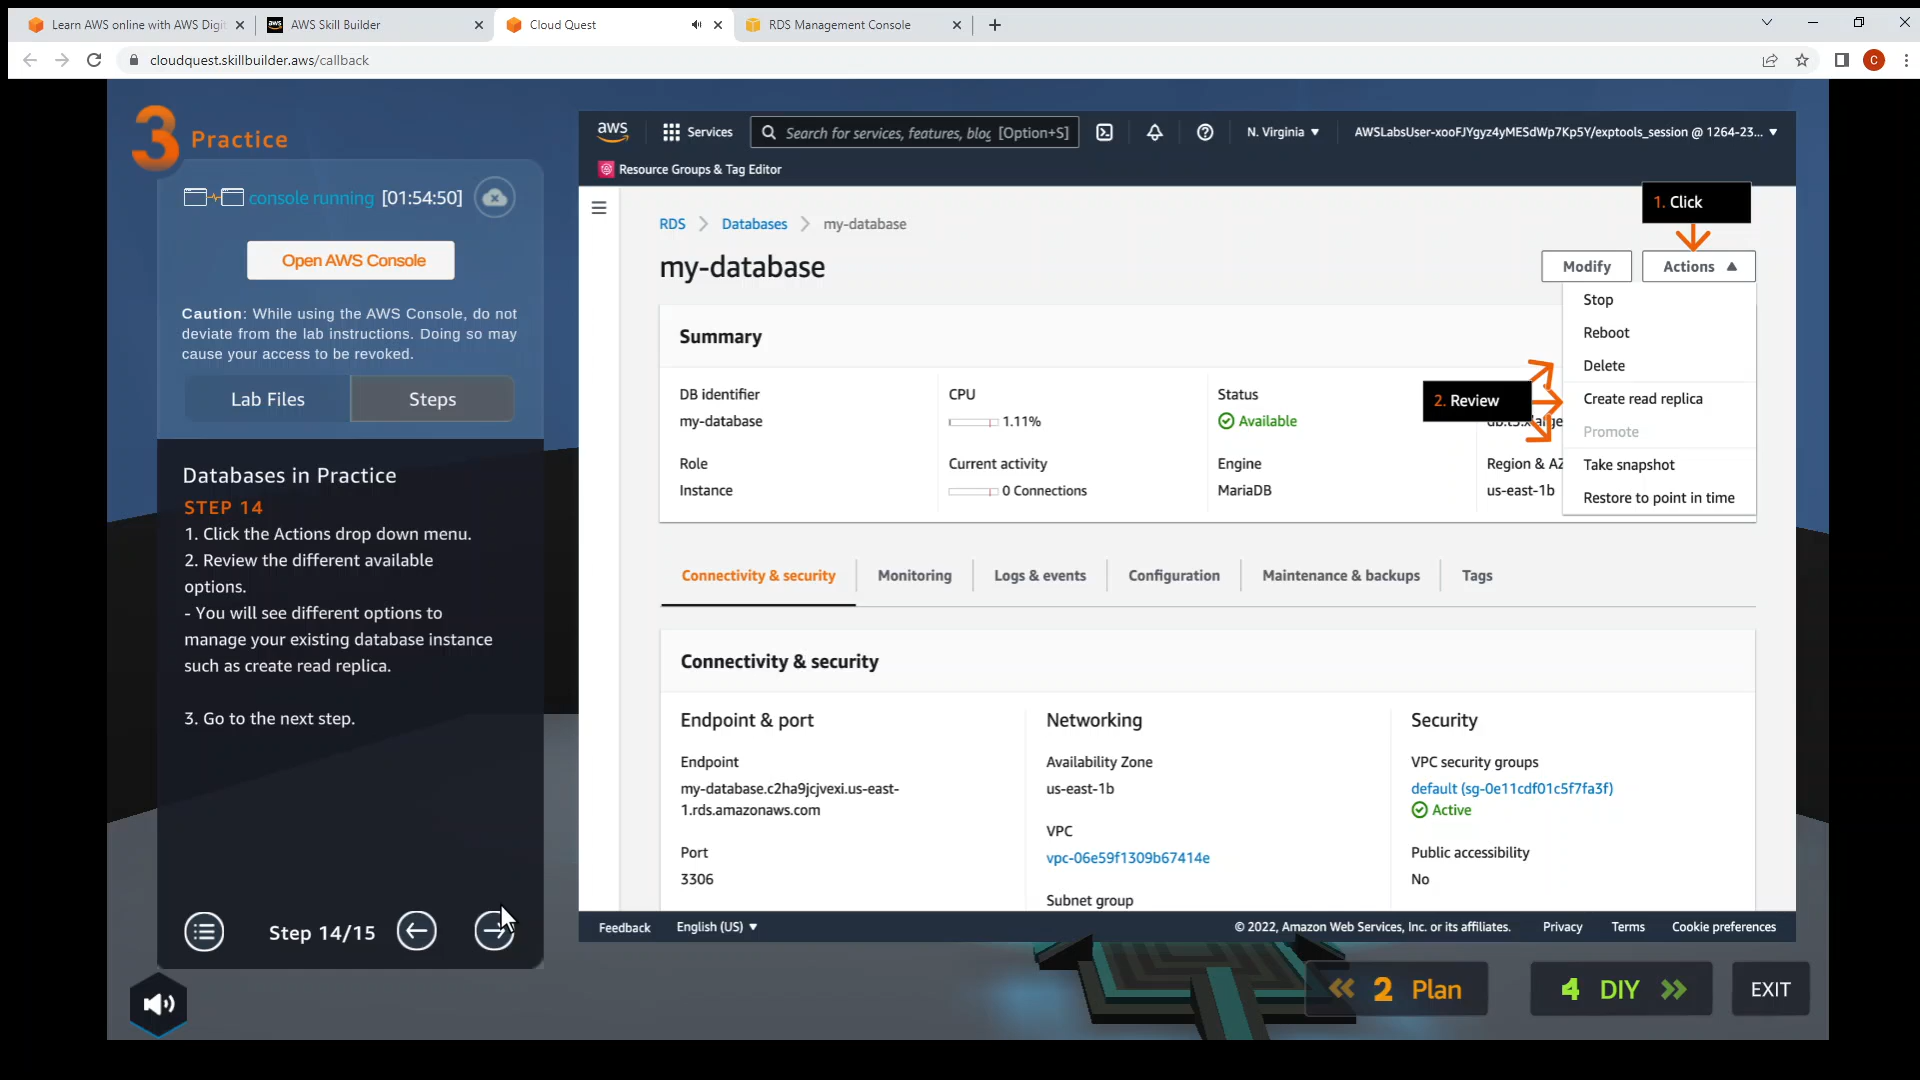 Learn AWS online with AWS Digit
AWS Skill Builder
Cloud Quest
RDS Management Console
cloudquest.skillbuilder.aws/callback
C
3 Practice
console running [01:54:50]
Open AWS Console
Caution: While using the AWS Console, do not
deviate from the lab instructions. Doing so may
cause your access to be revoked.
Lab Files
Steps
Databases in Practice
STEP 14
1. Click the Actions drop down menu.
2. Review the different available
options.
- You will see different options to
manage your existing database instance
such as create read replica.
3. Go to the next step.
Step 14/15
aws
Services
Search for services, features, blog [Option+S]
N. Virginia
AWSLabsUser-xooFJYgyz4yMESdWp7Kp5Y/exptools_session @ 1264-23...
Resource Groups & Tag Editor
RDS
Databases
my-database
1. Click
my-database
Modify
Actions
Stop
Reboot
Delete
Create read replica
Promote
Take snapshot
Restore to point in time
2. Review
Summary
DB identifier
my-database
CPU
1.11%
Status
Available
Role
Instance
Current activity
0 Connections
Engine
MariaDB
Region & AZ
us-east-1b
Connectivity & security
Monitoring
Logs & events
Configuration
Maintenance & backups
Tags
Connectivity & security
Endpoint & port
Endpoint
my-database.c2ha9jcjvexi.us-east-
1.rds.amazonaws.com
Port
3306
Networking
Availability Zone
us-east-1b
VPC
vpc-06e59f1309b67414e
Subnet group
Security
VPC security groups
default (sg-0e11cdf01c5f7fa3f)
Active
Public accessibility
No
Feedback
English (US)
© 2022, Amazon Web Services, Inc. or its affiliates.
Privacy
Terms
Cookie preferences
2 Plan
4 DIY
EXIT